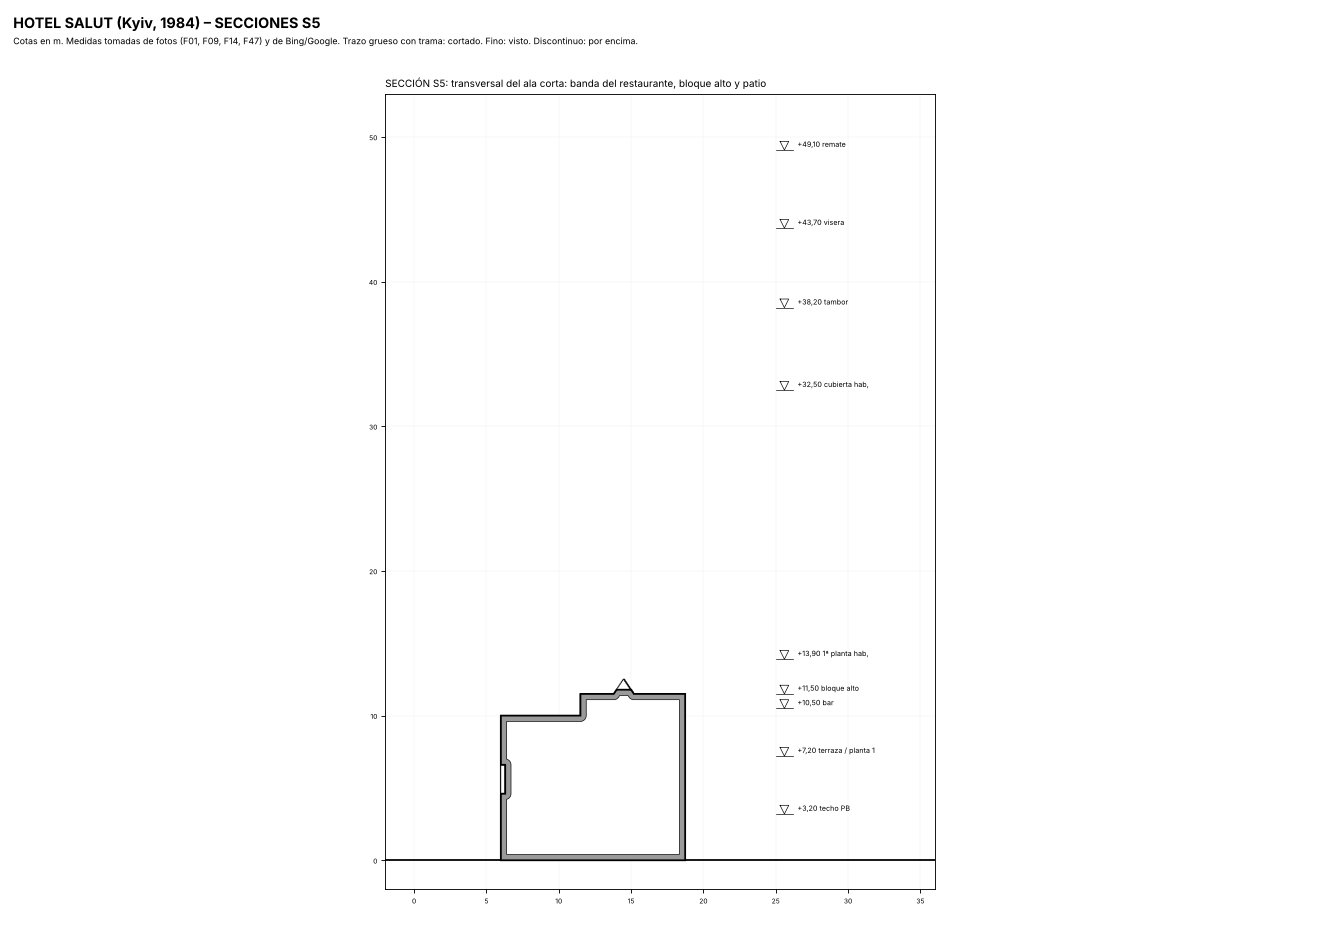 HOTEL SALUT (Kyiv, 1984) – SECCIONES S5
Cotas en m. Medidas tomadas de fotos (F01, F09, F14, F47) y de Bing/Google. Trazo grueso con trama: cortado. Fino: visto. Discontinuo: por encima.
SECCIÓN S5: transversal del ala corta: banda del restaurante, bloque alto y patio
50
+49,10 remate
+43,70 visera
40
+38,20 tambor
+32,50 cubierta hab,
30
20
+13,90 1ª planta hab,
+11,50 bloque alto
+10,50 bar
10
+7,20 terraza / planta 1
+3,20 techo PB
0
0 5 10 15 20 25 30 35